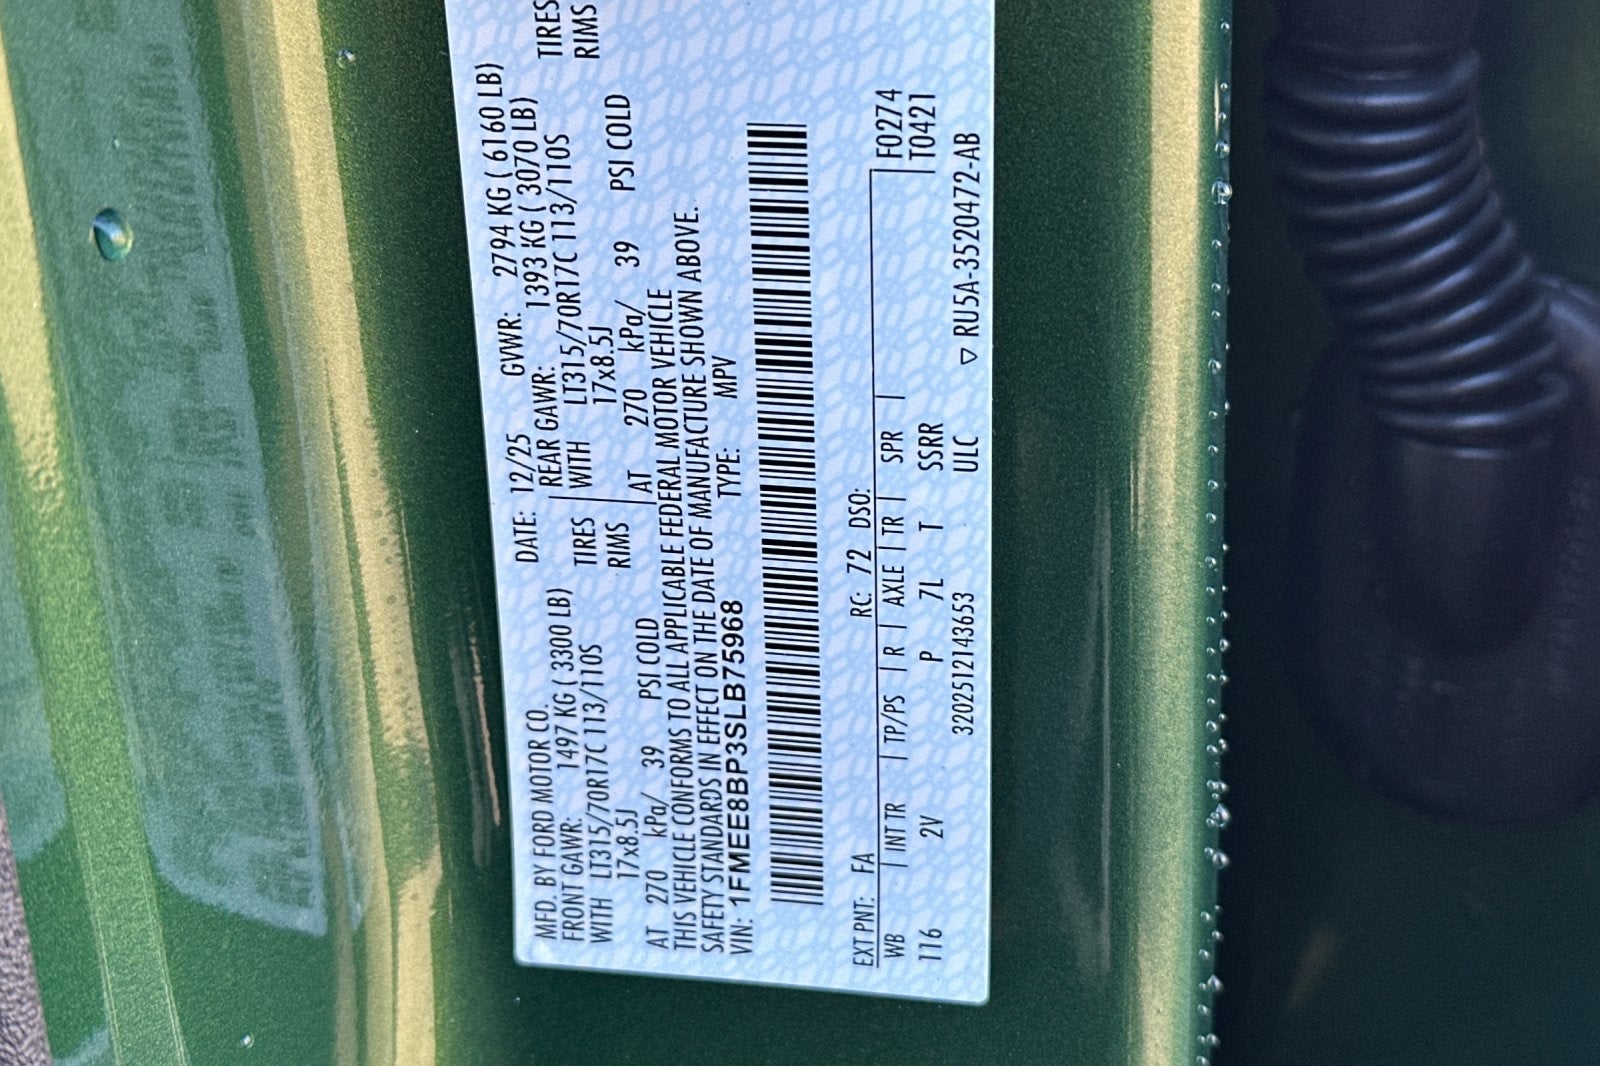 MFD. BY FORD MOTOR CO. DATE: 12/25 GVWR: 2794 KG ( 6160 LB)
FRONT GAWR: 1497 KG ( 3300 LB) REAR GAWR: 1393 KG ( 3070 LB)
WITH LT315/70R17C 113/110S TIRES WITH LT315/70R17C 113/110S TIRES
17x8.5J RIMS 17x8.5J RIMS
AT 270 kPa/ 39 PSI COLD AT 270 kPa/ 39 PSI COLD
THIS VEHICLE CONFORMS TO ALL APPLICABLE FEDERAL MOTOR VEHICLE
SAFETY STANDARDS IN EFFECT ON THE DATE OF MANUFACTURE SHOWN ABOVE.
VIN: 1FMEE8BP3SLB75968 TYPE: MPV
EXT PNT: FA RC: 72 DSO: F0274
WB | INT TR | TP/PS | R | AXLE | TR | SPR | T0421
116 2V P 7L T SSRR
3202512143653 ULC ▽ RU5A-3520472-AB